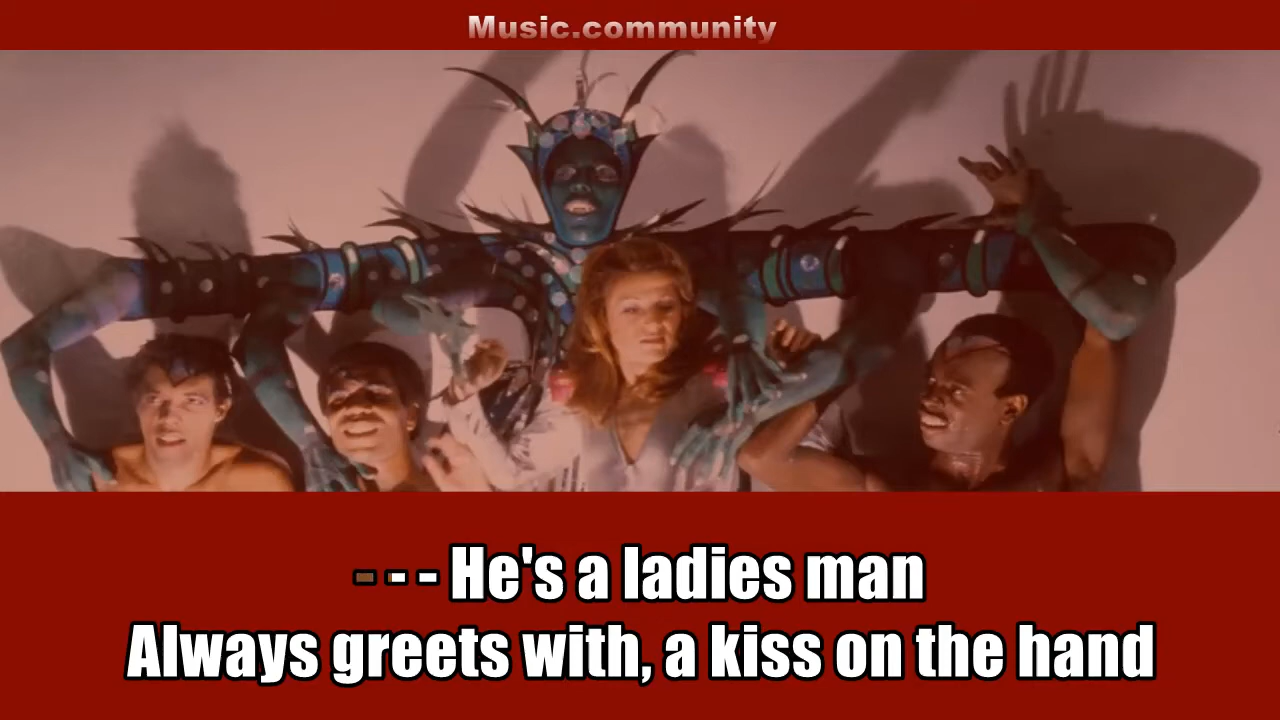 Music.community
- - - He's a ladies man
Always greets with, a kiss on the hand